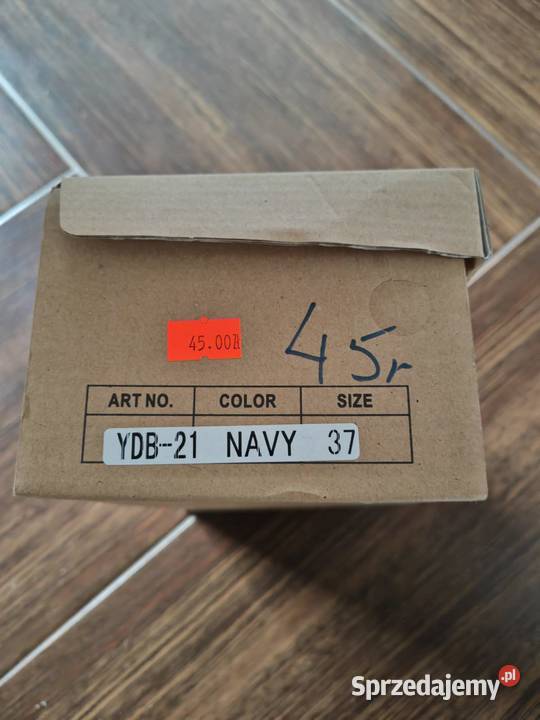 45.00zł
45r
ART NO. COLOR SIZE
YDB-21 NAVY 37
Sprzedajemy.pl